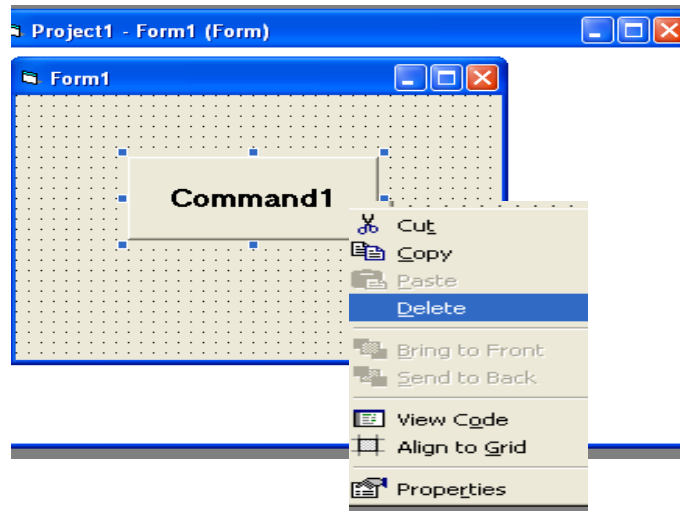 Project1 - Form1 (Form)
Form1
Command1
Cut
Copy
Paste
Delete
Bring to Front
Send to Back
View Code
Align to Grid
Properties